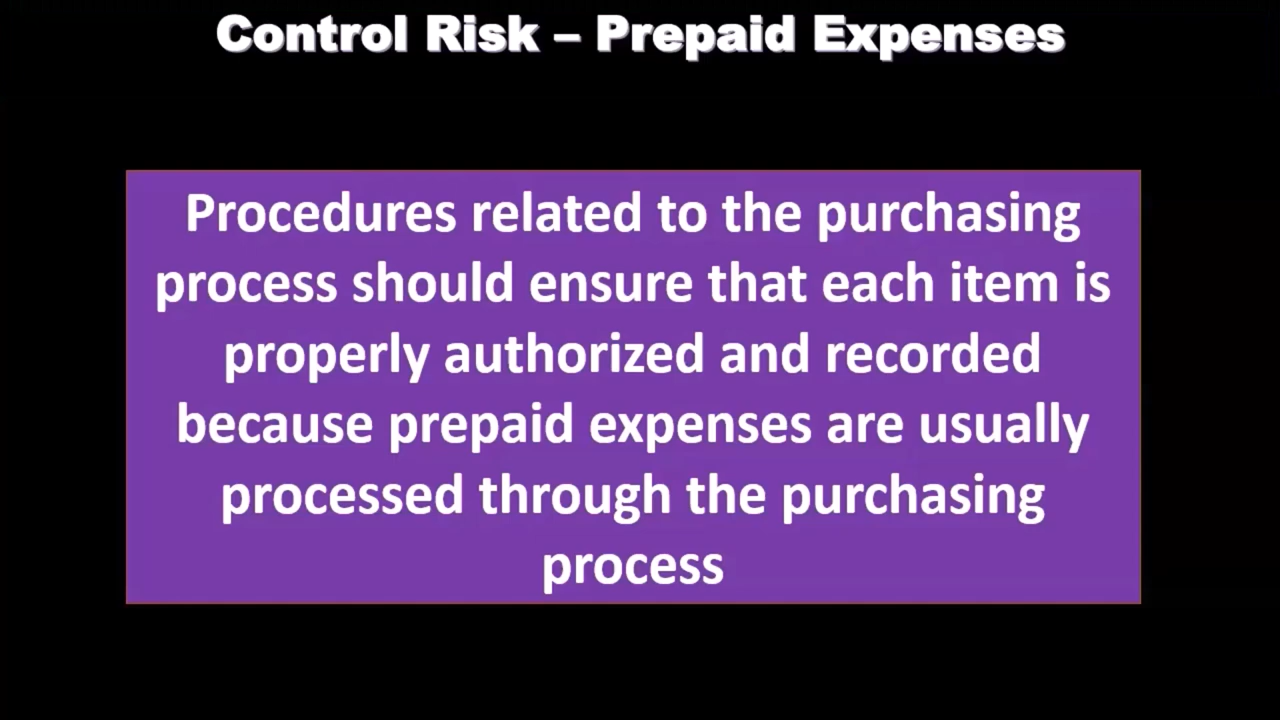 Control Risk – Prepaid Expenses
Procedures related to the purchasing
process should ensure that each item is
properly authorized and recorded
because prepaid expenses are usually
processed through the purchasing
process